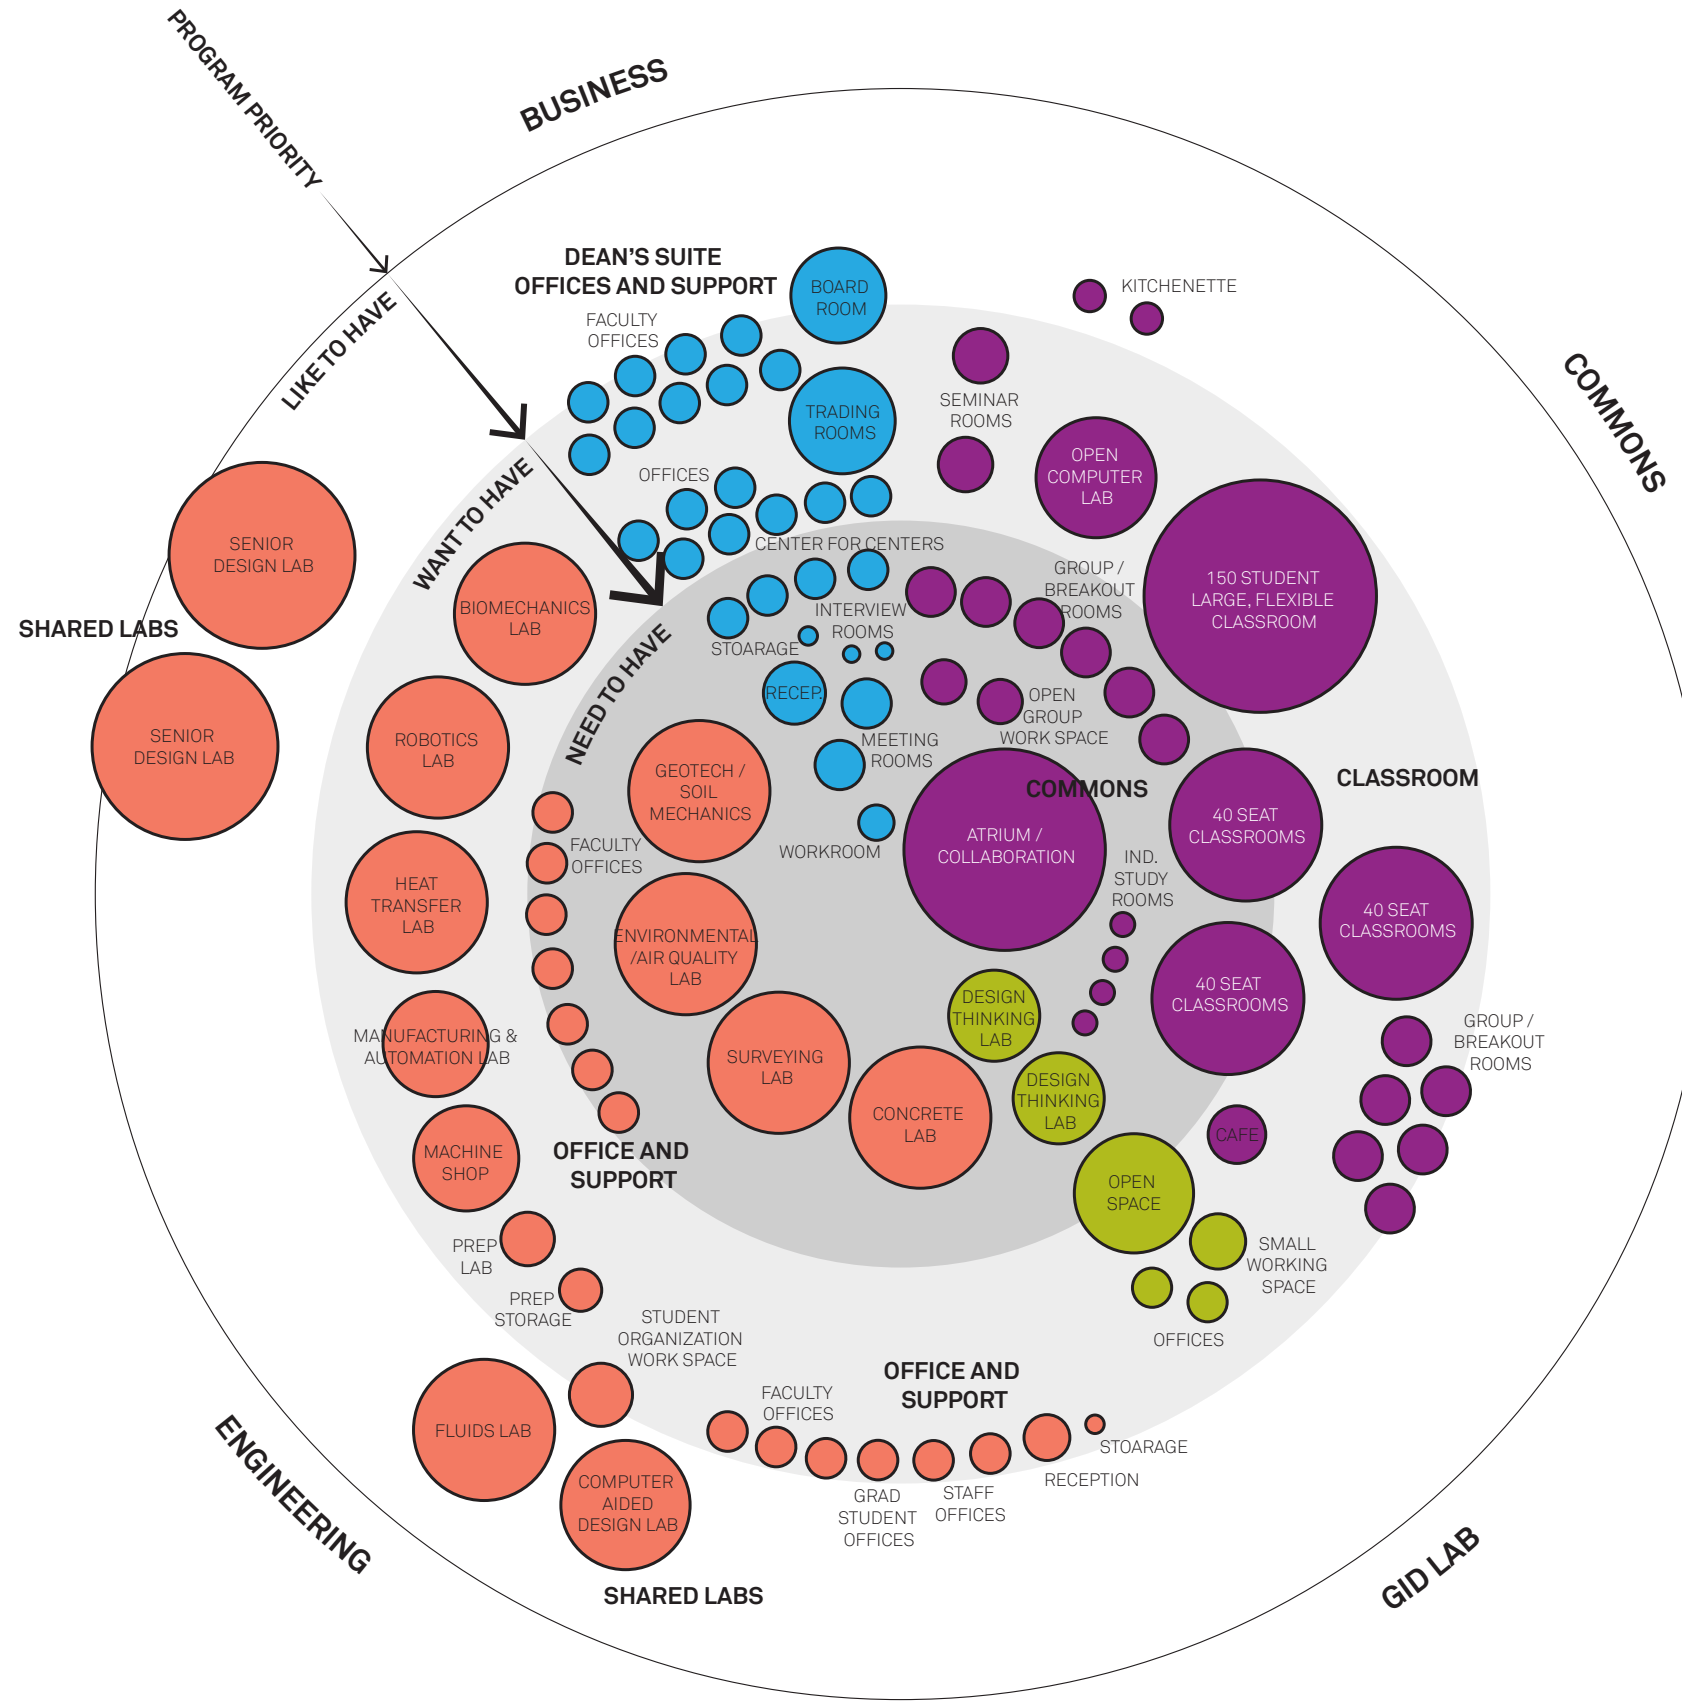 PROGRAM PRIORITY
BUSINESS
COMMONS
LIKE TO HAVE
WANT TO HAVE
NEED TO HAVE
DEAN'S SUITE
OFFICES AND SUPPORT
FACULTY
OFFICES
BOARD
ROOM
TRADING
ROOMS
OFFICES
CENTER FOR CENTERS
INTERVIEW
ROOMS
STOARAGE
RECEP.
MEETING
ROOMS
WORKROOM
KITCHENETTE
SEMINAR
ROOMS
OPEN
COMPUTER
LAB
GROUP /
BREAKOUT
ROOMS
150 STUDENT
LARGE, FLEXIBLE
CLASSROOM
OPEN
GROUP
WORK SPACE
COMMONS
ATRIUM /
COLLABORATION
CLASSROOM
40 SEAT
CLASSROOMS
40 SEAT
CLASSROOMS
40 SEAT
CLASSROOMS
IND.
STUDY
ROOMS
GROUP /
BREAKOUT
ROOMS
CAFE
SHARED LABS
SENIOR
DESIGN LAB
SENIOR
DESIGN LAB
BIOMECHANICS
LAB
ROBOTICS
LAB
HEAT
TRANSFER
LAB
MANUFACTURING &
AUTOMATION LAB
MACHINE
SHOP
PREP
LAB
PREP
STORAGE
GEOTECH /
SOIL
MECHANICS
FACULTY
OFFICES
ENVIRONMENTAL
/AIR QUALITY
LAB
SURVEYING
LAB
CONCRETE
LAB
OFFICE AND
SUPPORT
DESIGN
THINKING
LAB
DESIGN
THINKING
LAB
OPEN
SPACE
SMALL
WORKING
SPACE
OFFICES
STUDENT
ORGANIZATION
WORK SPACE
FLUIDS LAB
COMPUTER
AIDED
DESIGN LAB
SHARED LABS
FACULTY
OFFICES
OFFICE AND
SUPPORT
GRAD
STUDENT
OFFICES
STAFF
OFFICES
RECEPTION
STOARAGE
ENGINEERING
GID LAB